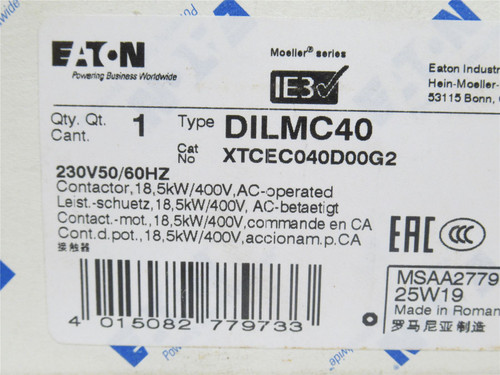 EATON
Powering Business Worldwide
Moeller® series
IE3
Eaton Industr
Hein-Moeller-
53115 Bonn,
Qty. Qt.
Cant.
1
Type DILMC40
Cat
No XTCEC040D00G2
230V50/60HZ
Contactor,18,5kW/400V,AC-operated
Leist.-schuetz,18,5kW/400V, AC-betaetigt
Contact.-mot.,18,5kW/400V,commande en CA
Cont.d.pot.,18,5kW/400V,accionam.p.CA
接触器
EAC
CCC
4 015082 779733
MSAA2779
25W19
Made in Roman
罗马尼亚制造